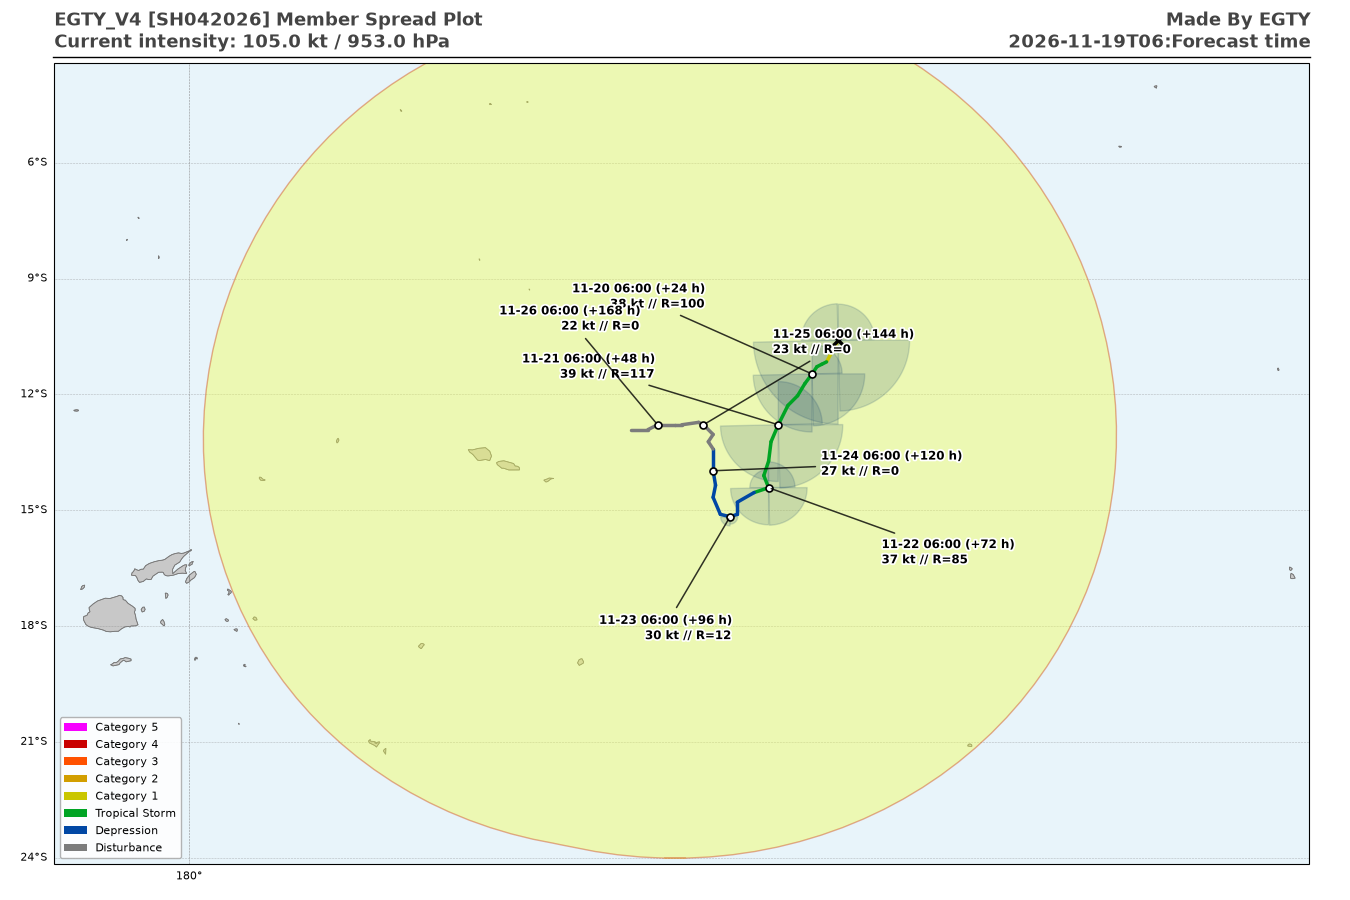 EGTY_V4 [SH042026] Member Spread Plot
Current intensity: 105.0 kt / 953.0 hPa
Made By EGTY
2026-11-19T06:Forecast time
6°S
9°S
12°S
15°S
18°S
21°S
24°S
180°
11-20 06:00 (+24 h)
38 kt // R=100
11-26 06:00 (+168 h)
22 kt // R=0
11-25 06:00 (+144 h)
23 kt // R=0
11-21 06:00 (+48 h)
39 kt // R=117
11-24 06:00 (+120 h)
27 kt // R=0
11-22 06:00 (+72 h)
37 kt // R=85
11-23 06:00 (+96 h)
30 kt // R=12
Category 5
Category 4
Category 3
Category 2
Category 1
Tropical Storm
Depression
Disturbance